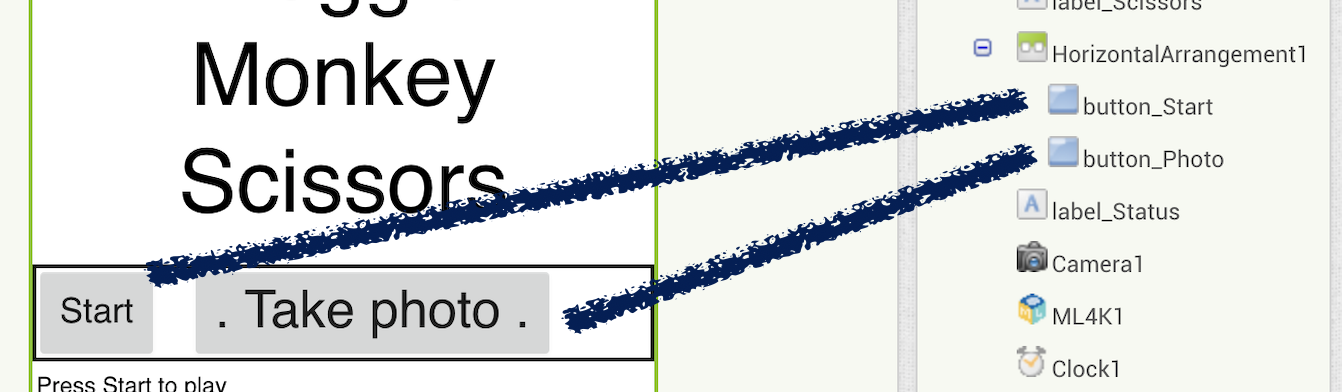 Monkey
Scissors
Start
. Take photo .
Press Start to play
label_Scissors
HorizontalArrangement1
button_Start
button_Photo
label_Status
Camera1
ML4K1
Clock1